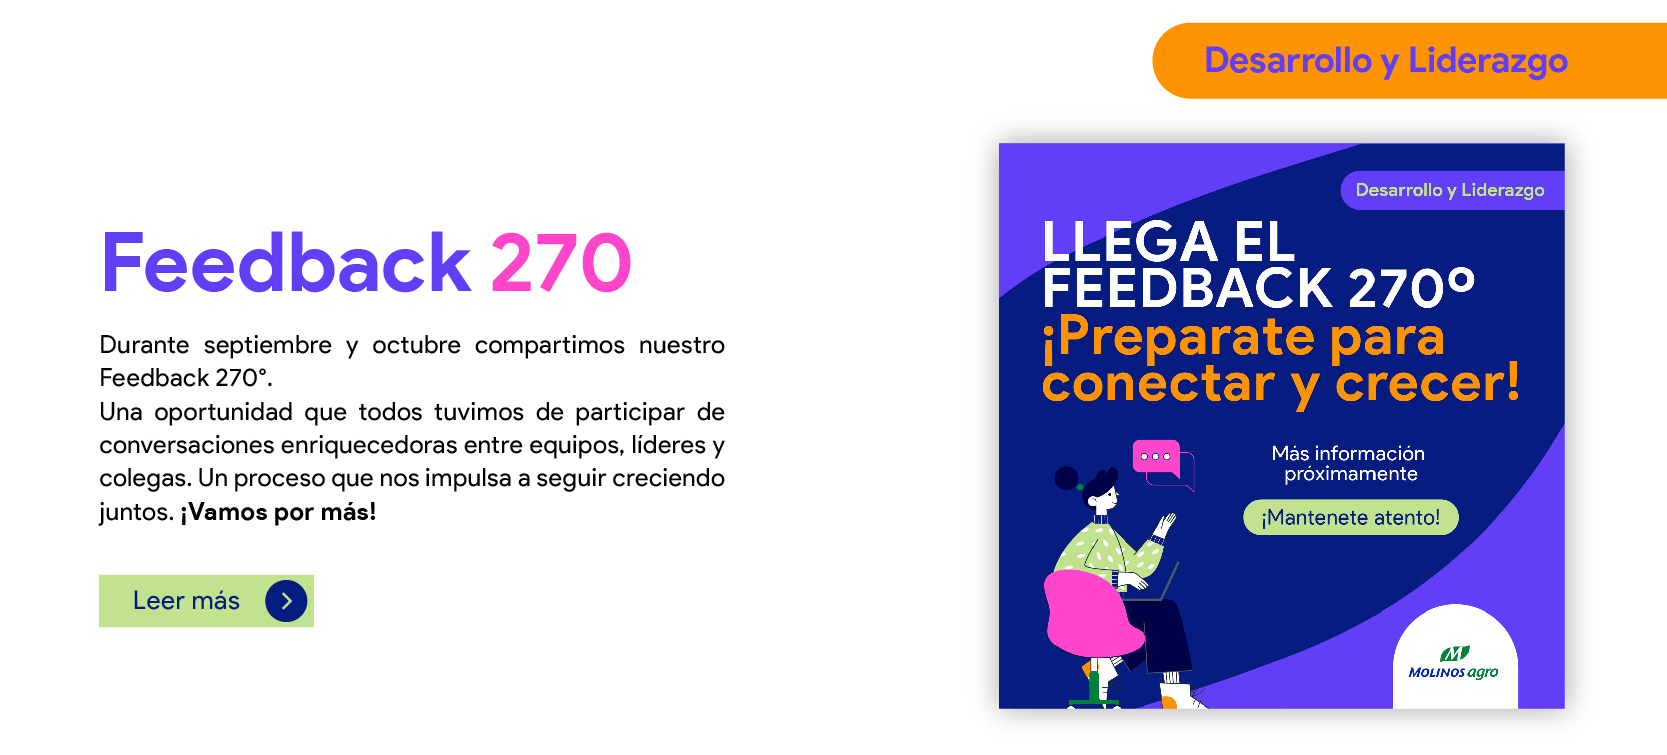 Desarrollo y Liderazgo
Feedback 270
Durante septiembre y octubre compartimos nuestro
Feedback 270°.
Una oportunidad que todos tuvimos de participar de
conversaciones enriquecedoras entre equipos, líderes y
colegas. Un proceso que nos impulsa a seguir creciendo
juntos. ¡Vamos por más!
Leer más
Desarrollo y Liderazgo
LLEGA EL
FEEDBACK 270º
¡Preparate para
conectar y crecer!
Más información
próximamente
¡Mantenete atento!
MOLINOS agro